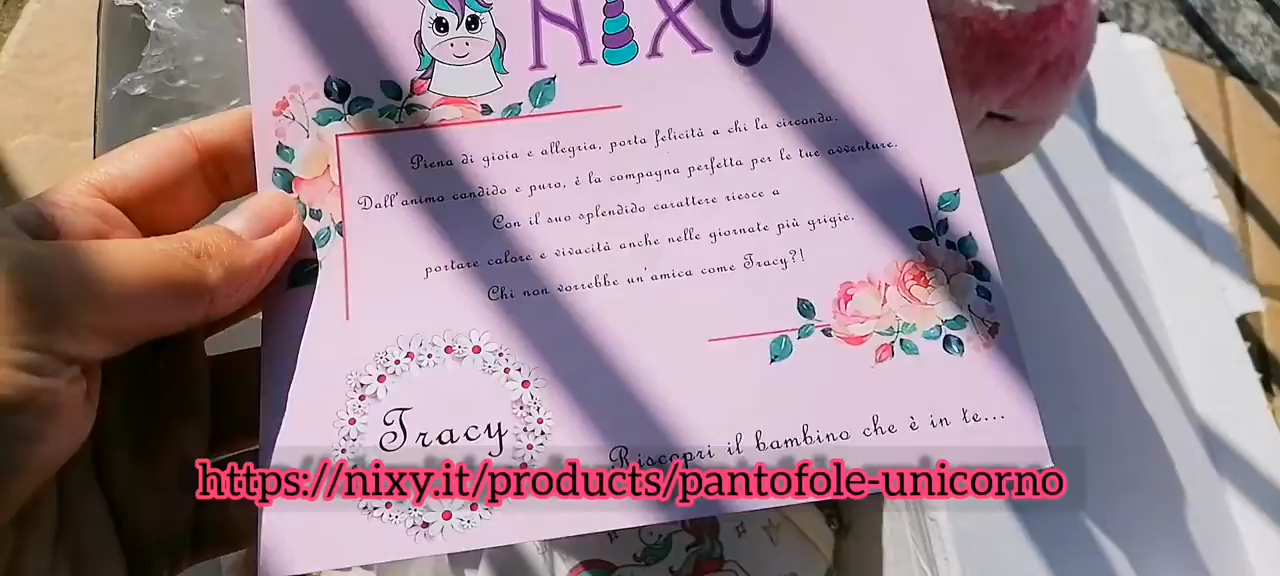 Nixy
Piena di gioia e allegria, porta felicità a chi la circonda.
Dall'animo candido e puro, è la compagna perfetta per le tue avventure.
Con il suo splendido carattere riesce a
portare calore e vivacità anche nelle giornate più grigie.
Chi non vorrebbe un'amica come Tracy?!
Tracy
Riscopri il bambino che è in te...
https://nixy.it/products/pantofole-unicorno